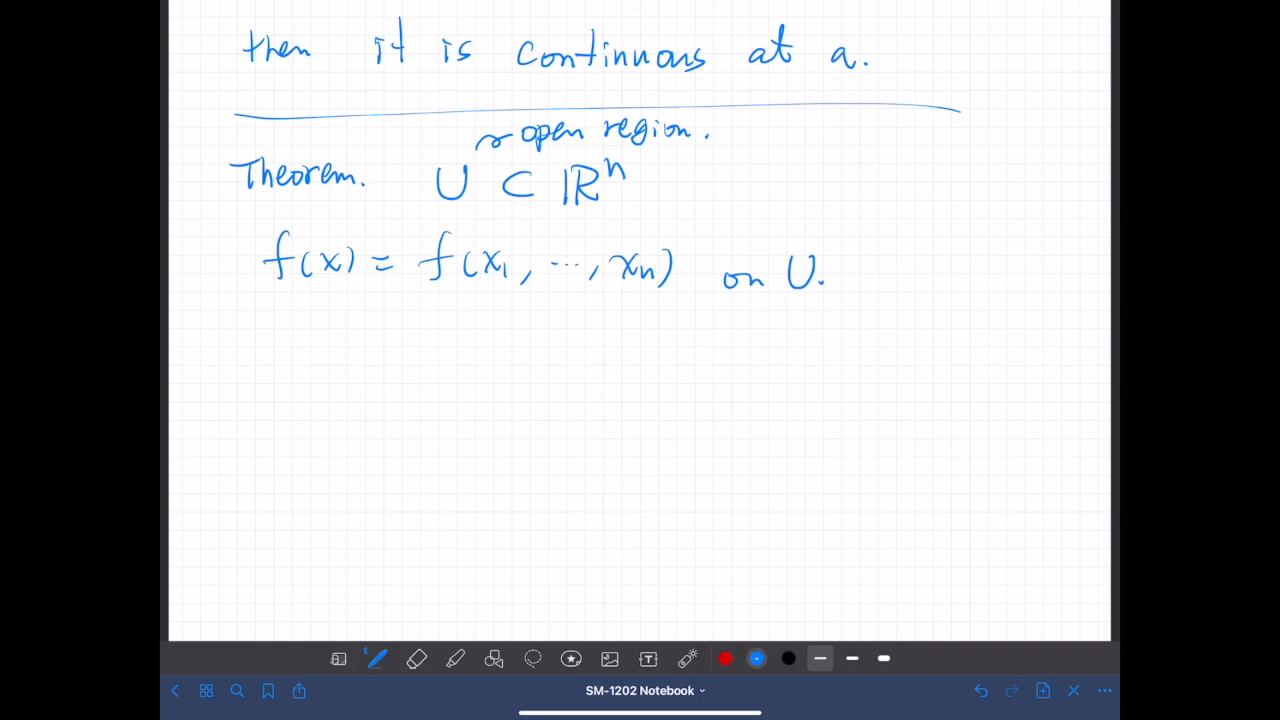 then it is continuous at a.
open region.
Theorem. U ⊂ ℝⁿ
f(x) = f(x₁, ..., xₙ) on U.
SM-1202 Notebook